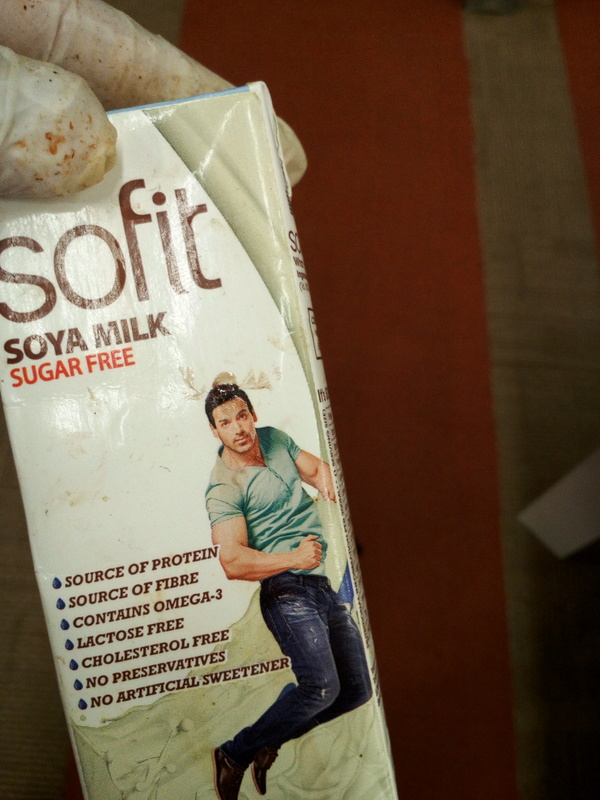 sofit
SOYA MILK
SUGAR FREE
SOURCE OF PROTEIN
SOURCE OF FIBRE
CONTAINS OMEGA-3
LACTOSE FREE
CHOLESTEROL FREE
NO PRESERVATIVES
NO ARTIFICIAL SWEETENER